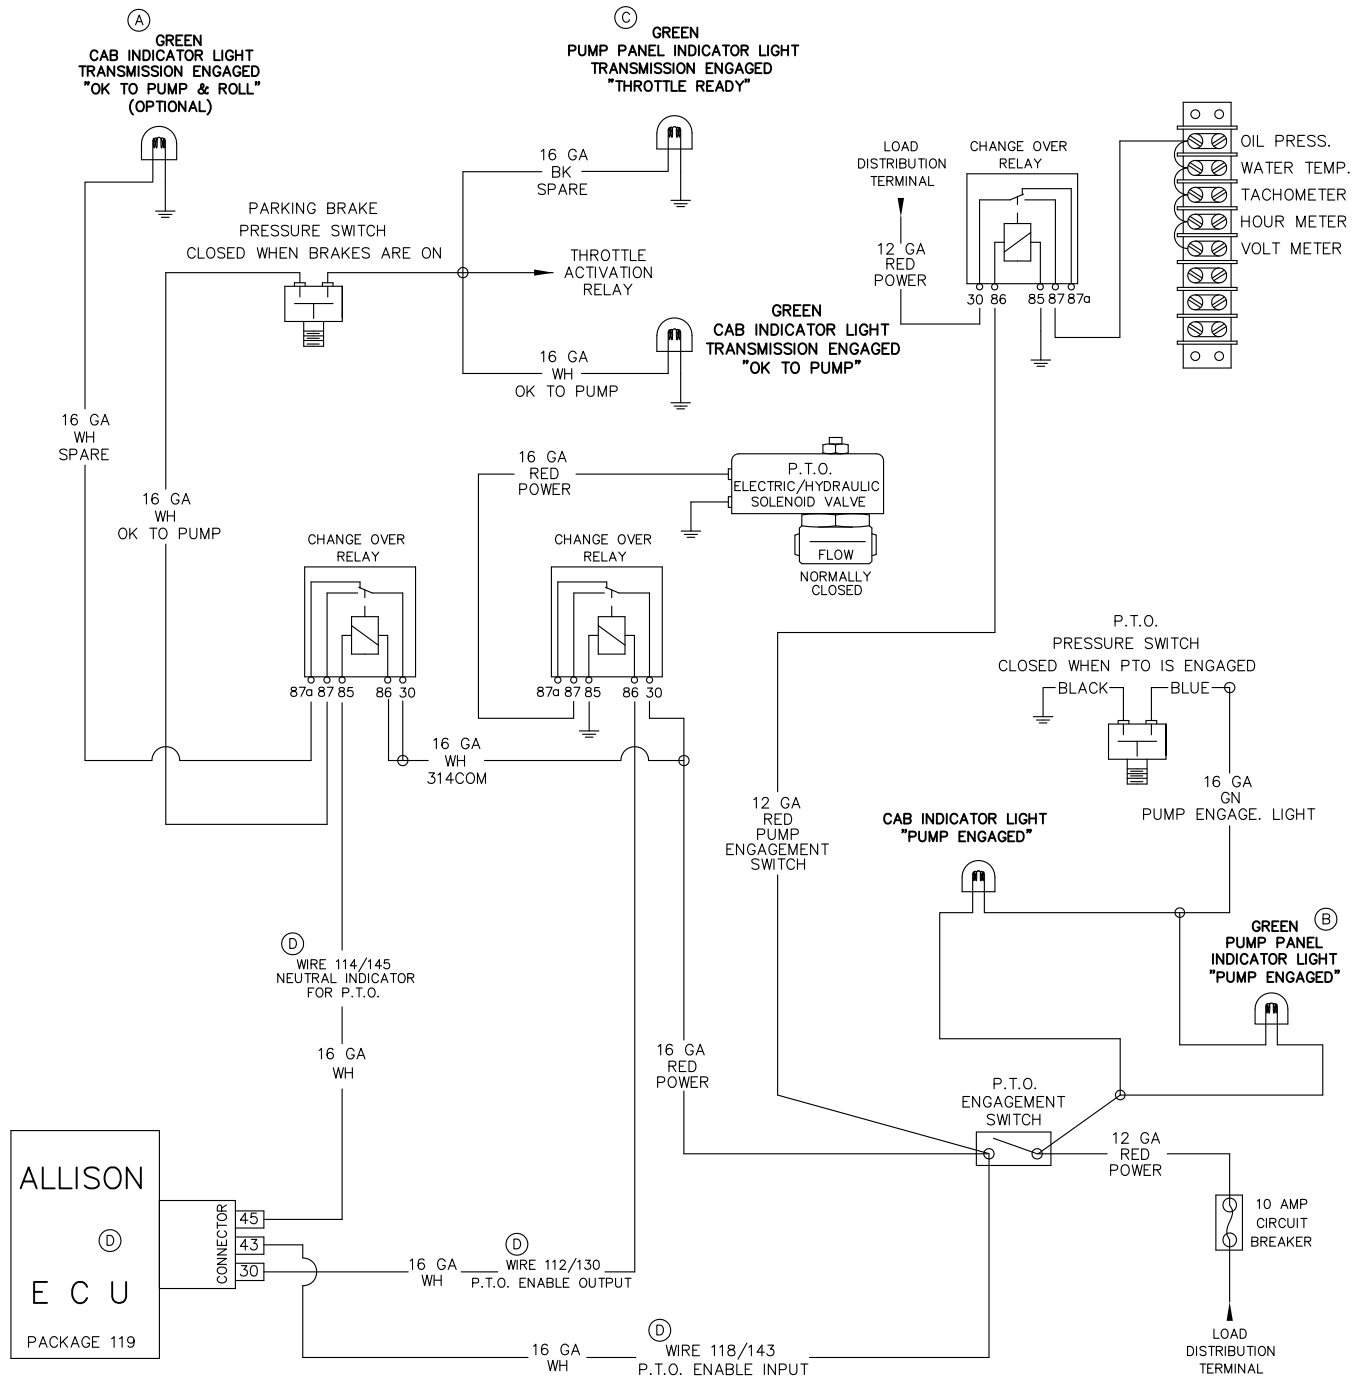 A
GREEN
CAB INDICATOR LIGHT
TRANSMISSION ENGAGED
"OK TO PUMP & ROLL"
(OPTIONAL)
C
GREEN
PUMP PANEL INDICATOR LIGHT
TRANSMISSION ENGAGED
"THROTTLE READY"
16 GA
BK
SPARE
LOAD
DISTRIBUTION
TERMINAL
CHANGE OVER
RELAY
OIL PRESS.
WATER TEMP.
TACHOMETER
HOUR METER
VOLT METER
PARKING BRAKE
PRESSURE SWITCH
CLOSED WHEN BRAKES ARE ON
THROTTLE
ACTIVATION
RELAY
12 GA
RED
POWER
30 86 85 87 87a
GREEN
CAB INDICATOR LIGHT
TRANSMISSION ENGAGED
"OK TO PUMP"
16 GA
WH
OK TO PUMP
16 GA
WH
SPARE
16 GA
WH
OK TO PUMP
16 GA
RED
POWER
P.T.O.
ELECTRIC/HYDRAULIC
SOLENOID VALVE
FLOW
NORMALLY
CLOSED
CHANGE OVER
RELAY
87a 87 85 86 30
CHANGE OVER
RELAY
87a 87 85 86 30
16 GA
WH
314COM
P.T.O.
PRESSURE SWITCH
CLOSED WHEN PTO IS ENGAGED
BLACK
BLUE
16 GA
GN
PUMP ENGAGE. LIGHT
12 GA
RED
PUMP
ENGAGEMENT
SWITCH
CAB INDICATOR LIGHT
"PUMP ENGAGED"
B
GREEN
PUMP PANEL
INDICATOR LIGHT
"PUMP ENGAGED"
D
WIRE 114/145
NEUTRAL INDICATOR
FOR P.T.O.
16 GA
WH
16 GA
RED
POWER
P.T.O.
ENGAGEMENT
SWITCH
12 GA
RED
POWER
10 AMP
CIRCUIT
BREAKER
LOAD
DISTRIBUTION
TERMINAL
ALLISON
D
E C U
PACKAGE 119
CONNECTOR
45
43
30
16 GA
WH
D
WIRE 112/130
P.T.O. ENABLE OUTPUT
16 GA
WH
D
WIRE 118/143
P.T.O. ENABLE INPUT